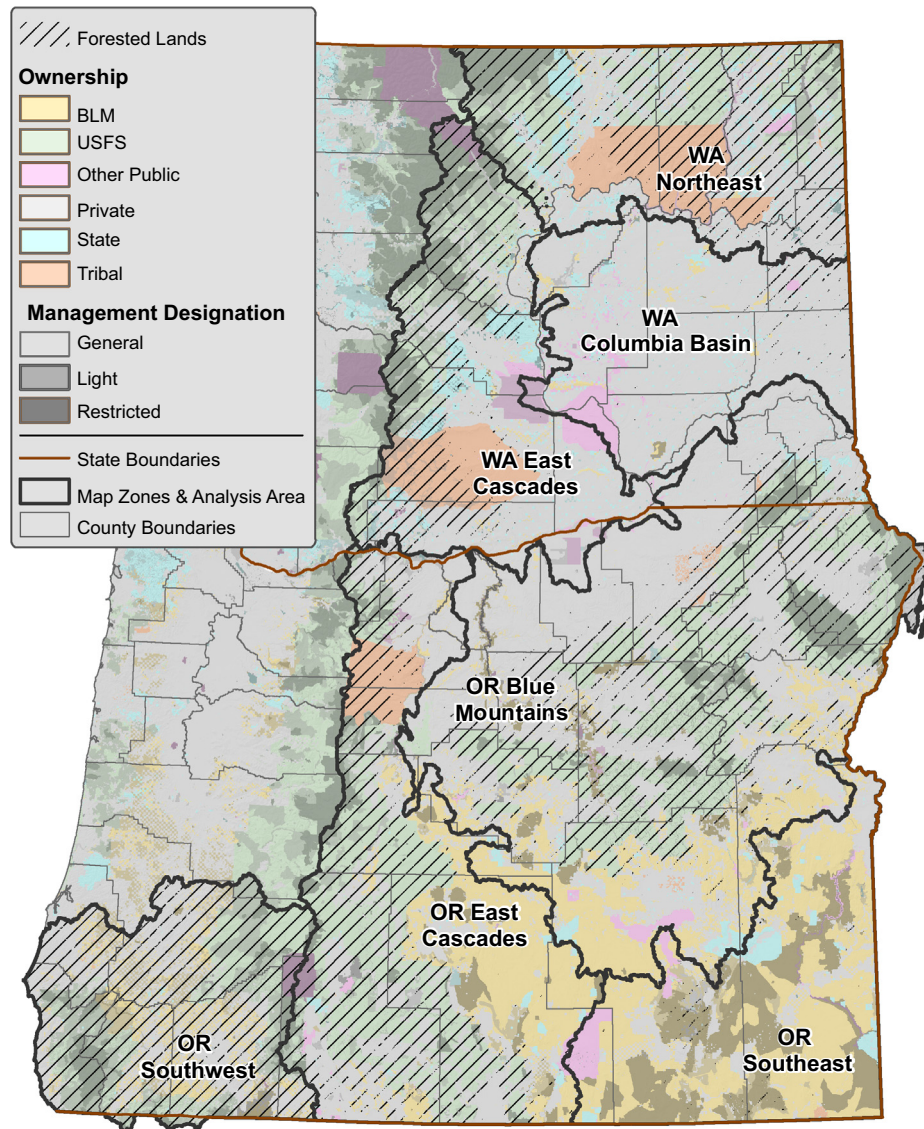 Forested Lands
Ownership
BLM
USFS
Other Public
Private
State
Tribal
Management Designation
General
Light
Restricted
State Boundaries
Map Zones & Analysis Area
County Boundaries
WA
Northeast
WA
Columbia Basin
WA East
Cascades
OR Blue
Mountains
OR East
Cascades
OR
Southwest
OR
Southeast